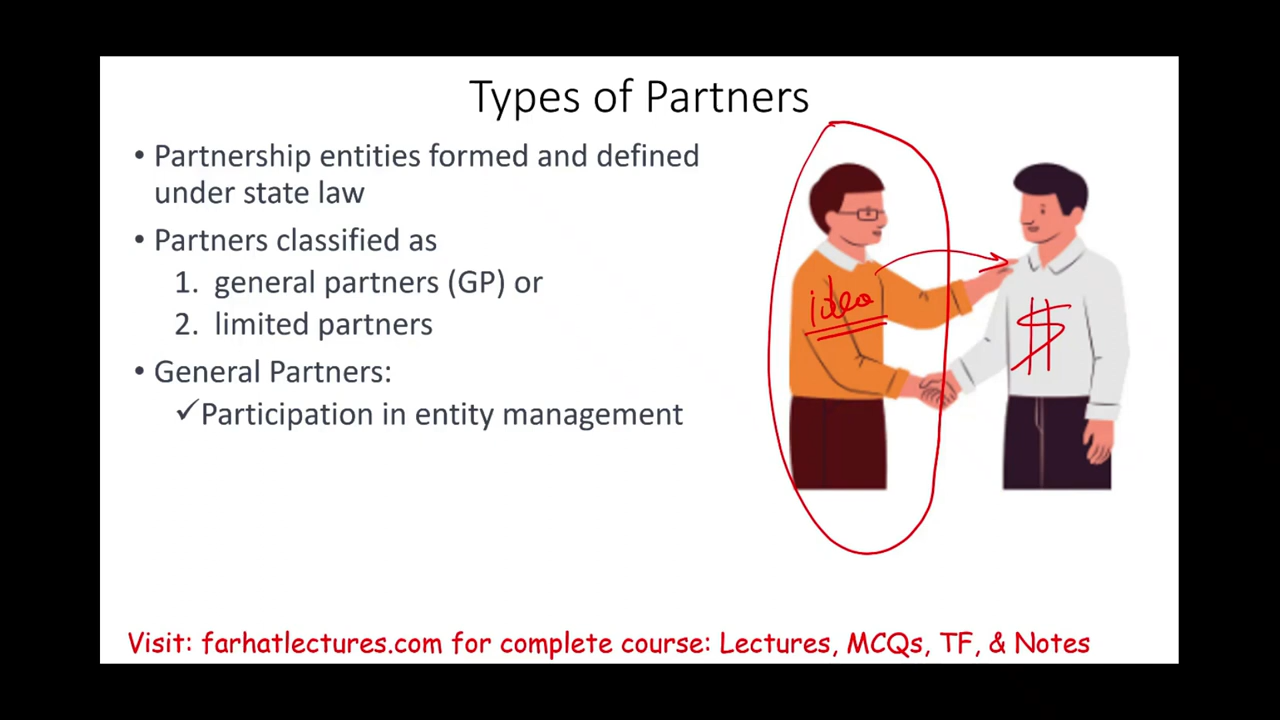 Types of Partners
• Partnership entities formed and defined
under state law
• Partners classified as
1. general partners (GP) or
2. limited partners
• General Partners:
✓Participation in entity management
idea
$
Visit: farhatlectures.com for complete course: Lectures, MCQs, TF, & Notes